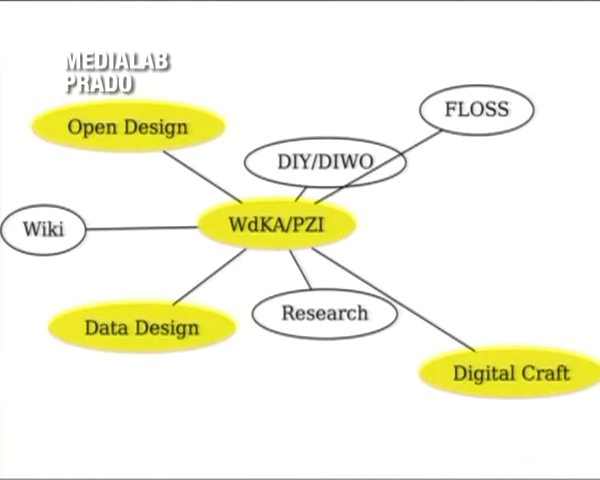 MEDIALAB
PRADO
FLOSS
Open Design
DIY/DIWO
WdKA/PZI
Wiki
Research
Data Design
Digital Craft